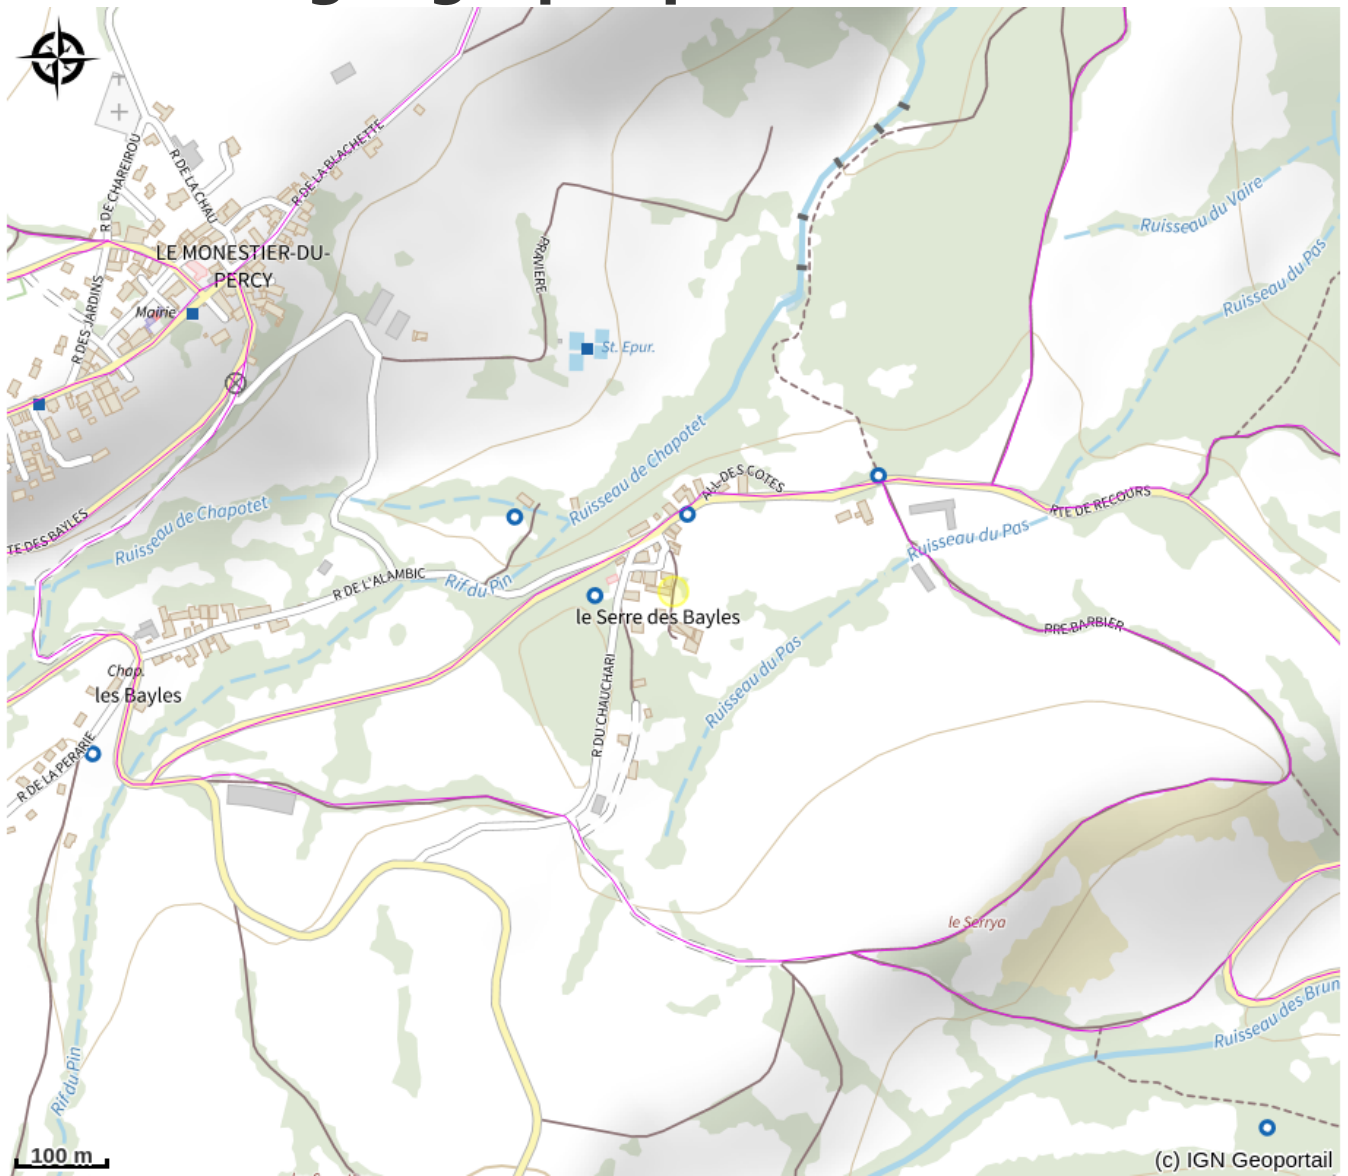 R DE CHAREIROU
R DE LA CHAU
R DE LA BLACHETTE
Ruisseau du Vaire
Ruisseau du Pas
LE MONESTIER-DU-
PERCY
PRANIERE
Mairie
R DES JARDINS
St. Epur.
Ruisseau de Chapotet
ALL DES COTES
RTE DE RECOURS
Ruisseau de Chapotet
TE DES BAYLES
Ruisseau du Pas
R DE L'ALAMBIC
Rif du Pin
le Serre des Bayles
PRE-BARBIER
Chap.
les Bayles
Ruisseau du Pas
R DU CHAUCHARI
R DE LA PERARIE
le Serrya
Ruisseau des Brun
Rif du Pin
100 m
(c) IGN Geoportail